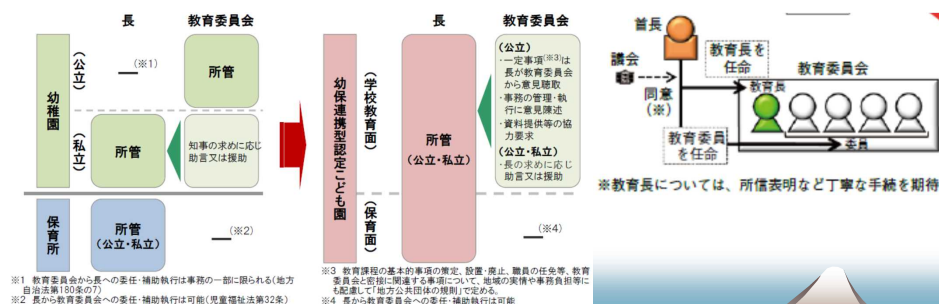 長
教育委員会
幼稚園
(公立)
(私立)
―(※1)
所管
所管
知事の求めに応じ
助言又は援助
保育所
所管
(公立・私立)
―(※2)
※1 教育委員会から長への委任・補助執行は事務の一部に限られる(地方
自治法第180条の7)
※2 長から教育委員会への委任・補助執行は可能(児童福祉法第32条)
長
教育委員会
幼保連携型認定こども園
(学校教育面)
(保育面)
所管
(公立・私立)
(公立)
・一定事項(※3)は
長が教育委員会
から意見聴取
・事務の管理・執
行に意見陳述
・資料提供等の協
力要求
(公立・私立)
・長の求めに応じ
助言又は援助
―(※4)
※3 教育課程の基本的事項の策定、設置・廃止、職員の任免等、教育
委員会と密接に関連する事項について、地域の実情や事務負担等に
も配慮して「地方公共団体の規則」で定める。
※4 長から教育委員会への委任・補助執行は可能
首長
議会
同意
(※)
教育長を
任命
教育委員会
教育長
教育委員
を任命
委員
※教育長については、所信表明など丁寧な手続を期待